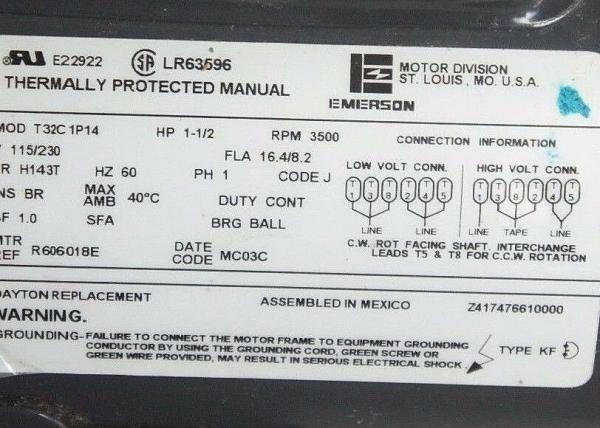 E22922 SA LR63596
THERMALLY PROTECTED MANUAL
MOTOR DIVISION
ST. LOUIS, MO. U.S.A.
EMERSON
MOD T32C1P14 HP 1-1/2 RPM 3500
115/230 FLA 16.4/8.2
FR H143T HZ 60 PH 1 CODE J
INS BR MAX AMB 40°C DUTY CONT
SF 1.0 SFA BRG BALL
MTR REF R606018E DATE CODE MC03C
CONNECTION INFORMATION
LOW VOLT CONN. HIGH VOLT CONN.
T1 T3 T8 T2 T4 T5 T1 T3 T8 T2 T4 T5
LINE LINE LINE TAPE LINE
C.W. ROT FACING SHAFT. INTERCHANGE
LEADS T5 & T8 FOR C.C.W. ROTATION
DAYTON REPLACEMENT ASSEMBLED IN MEXICO Z417476610000
WARNING.
GROUNDING-FAILURE TO CONNECT THE MOTOR FRAME TO EQUIPMENT GROUNDING
CONDUCTOR BY USING THE GROUNDING CORD, GREEN SCREW OR
GREEN WIRE PROVIDED, MAY RESULT IN SERIOUS ELECTRICAL SHOCK
TYPE KF